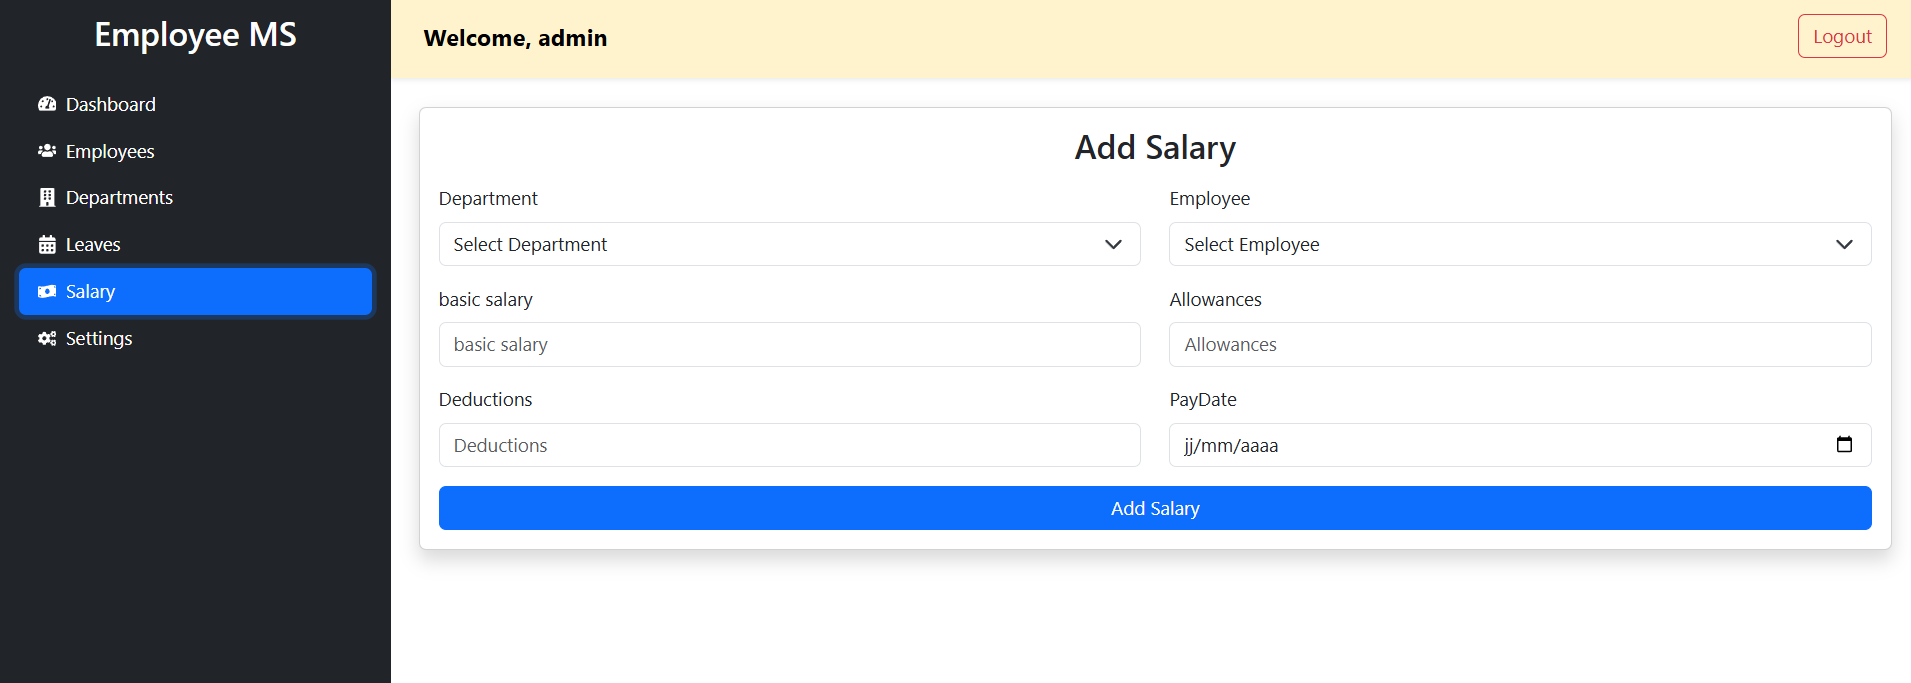 Employee MS
Dashboard
Employees
Departments
Leaves
Salary
Settings
Welcome, admin
Logout
Add Salary
Department
Employee
Select Department
Select Employee
basic salary
Allowances
basic salary
Allowances
Deductions
PayDate
Deductions
jj/mm/aaaa
Add Salary